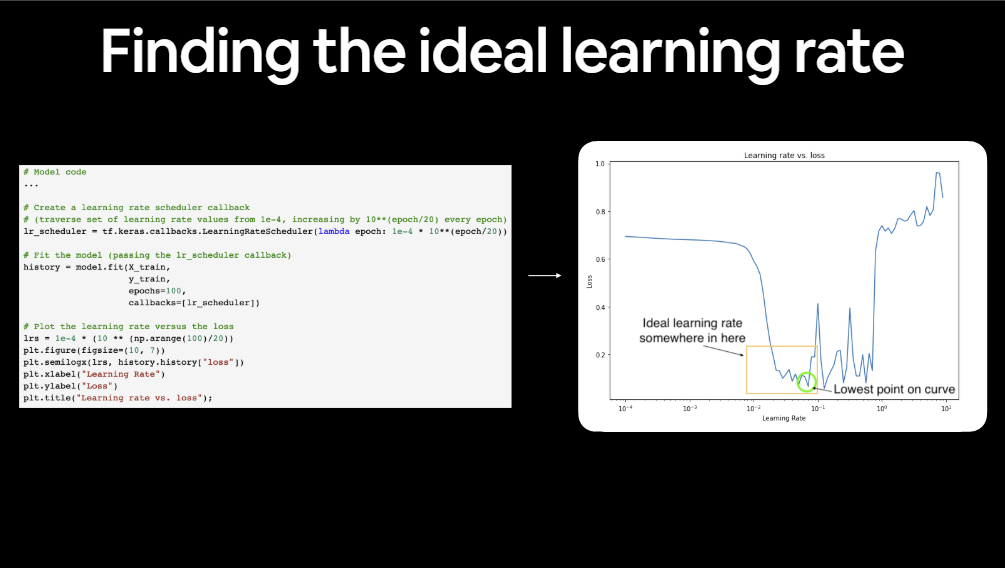 Finding the ideal learning rate
# Model code
...
# Create a learning rate scheduler callback
# (traverse set of learning rate values from 1e-4, increasing by 10**(epoch/20) every epoch)
lr_scheduler = tf.keras.callbacks.LearningRateScheduler(lambda epoch: 1e-4 * 10**(epoch/20))
# Fit the model (passing the lr_scheduler callback)
history = model.fit(X_train,
y_train,
epochs=100,
callbacks=[lr_scheduler])
# Plot the learning rate versus the loss
lrs = 1e-4 * (10 ** (np.arange(100)/20))
plt.figure(figsize=(10, 7))
plt.semilogx(lrs, history.history["loss"])
plt.xlabel("Learning Rate")
plt.ylabel("Loss")
plt.title("Learning rate vs. loss");
Learning rate vs. loss
1.0
0.8
0.6
0.4
0.2
Loss
Ideal learning rate
somewhere in here
Lowest point on curve
10⁻⁴ 10⁻³ 10⁻² 10⁻¹ 10⁰ 10¹
Learning Rate